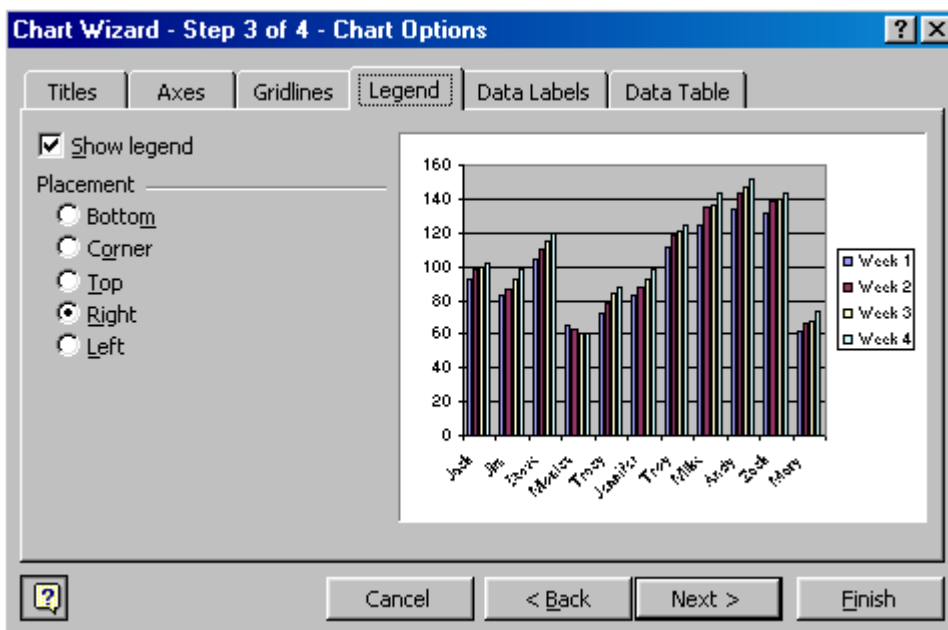 Chart Wizard - Step 3 of 4 - Chart Options
Titles Axes Gridlines Legend Data Labels Data Table
Show legend
Placement
Bottom
Corner
Top
Right
Left
160
140
120
100
80
60
40
20
0
Jim Tracy Jennifer Troy Mike Andy Zack Mary
Week 1
Week 2
Week 3
Week 4
Cancel < Back Next > Finish